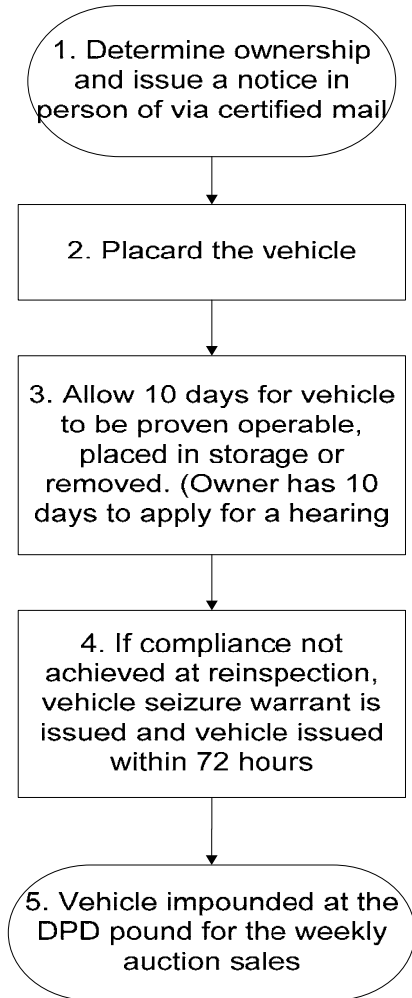 1. Determine ownership
and issue a notice in
person of via certified mail
2. Placard the vehicle
3. Allow 10 days for vehicle
to be proven operable,
placed in storage or
removed. (Owner has 10
days to apply for a hearing
4. If compliance not
achieved at reinspection,
vehicle seizure warrant is
issued and vehicle issued
within 72 hours
5. Vehicle impounded at the
DPD pound for the weekly
auction sales